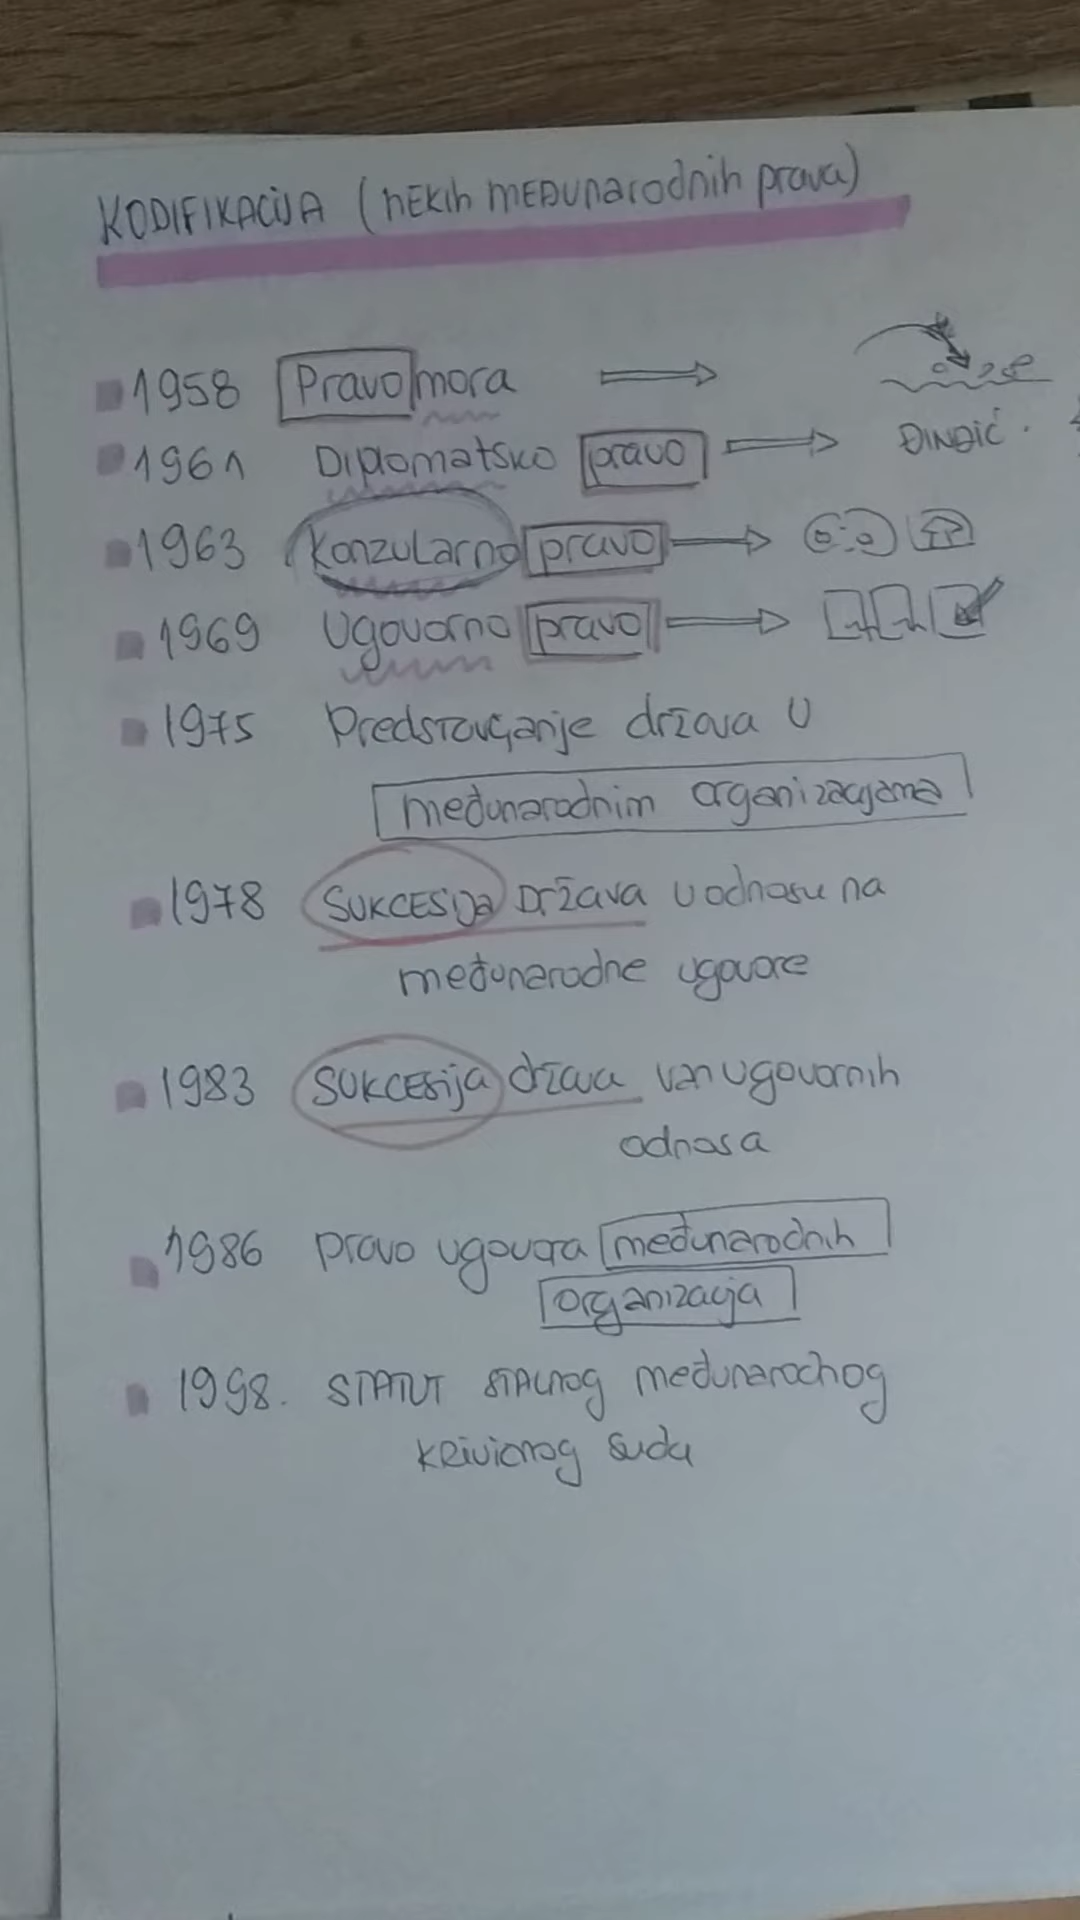 KODIFIKACIJA (nEKih MEĐUnarodnih prava)
1958 Pravo mora
1961 Diplomatsko pravo
1963 Konzularno pravo
1969 Ugovorno pravo
1975 Predstavljanje država u
međunarodnim organizacijama
1978 SUKCESIJA DržaVa u odnosu na
međunarodne ugovore
1983 SUKCESija država van ugovornih
odnosa
1986 pravo ugovora međunarodnih
organizacija
1998. STATUT STALnog međunarodnog
KRivičnog suda